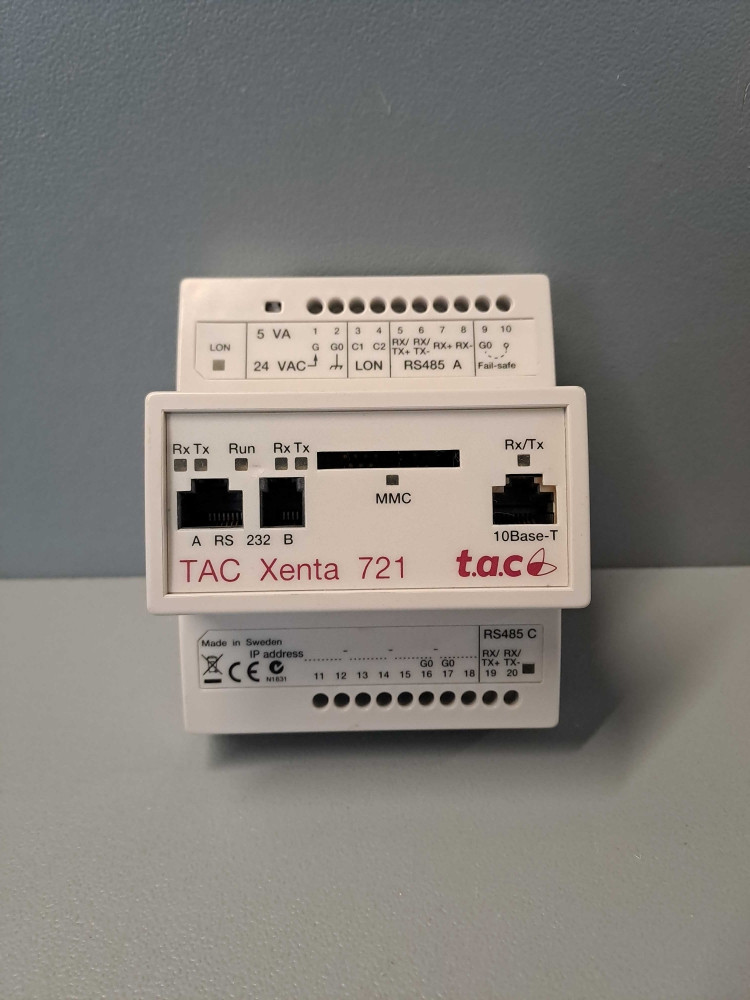 LON
5 VA 1 2 3 4 5 6 7 8 9 10
G G0 C1 C2 RX/ RX/ RX+ RX- G0
TX+ TX-
24 VAC LON RS485 A Fail-safe
Rx Tx Run Rx Tx Rx/Tx
MMC
A RS 232 B 10Base-T
TAC Xenta 721 t.a.c
Made in Sweden RS485 C
IP address
RX/ RX/
G0 G0 TX+ TX-
CE N1831 11 12 13 14 15 16 17 18 19 20